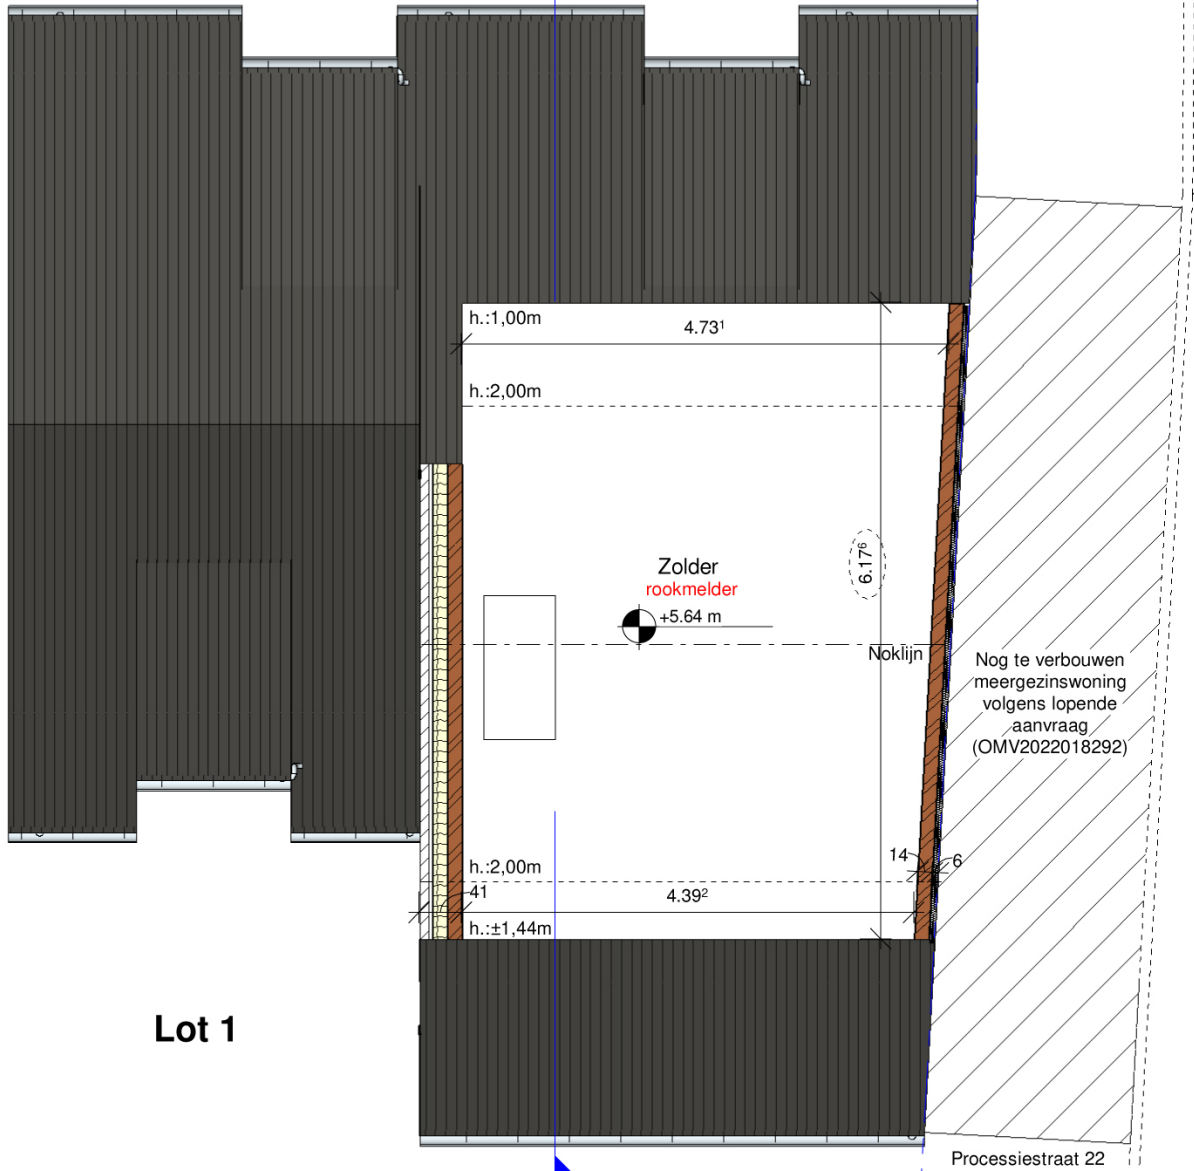 h.:1,00m
4.73¹
h.:2,00m
6.17⁶
Zolder
rookmelder
+5.64 m
Noklijn
Nog te verbouwen
meergezinswoning
volgens lopende
aanvraag
(OMV2022018292)
h.:2,00m
14
6
41
4.39²
h.:±1,44m
Lot 1
Processiestraat 22